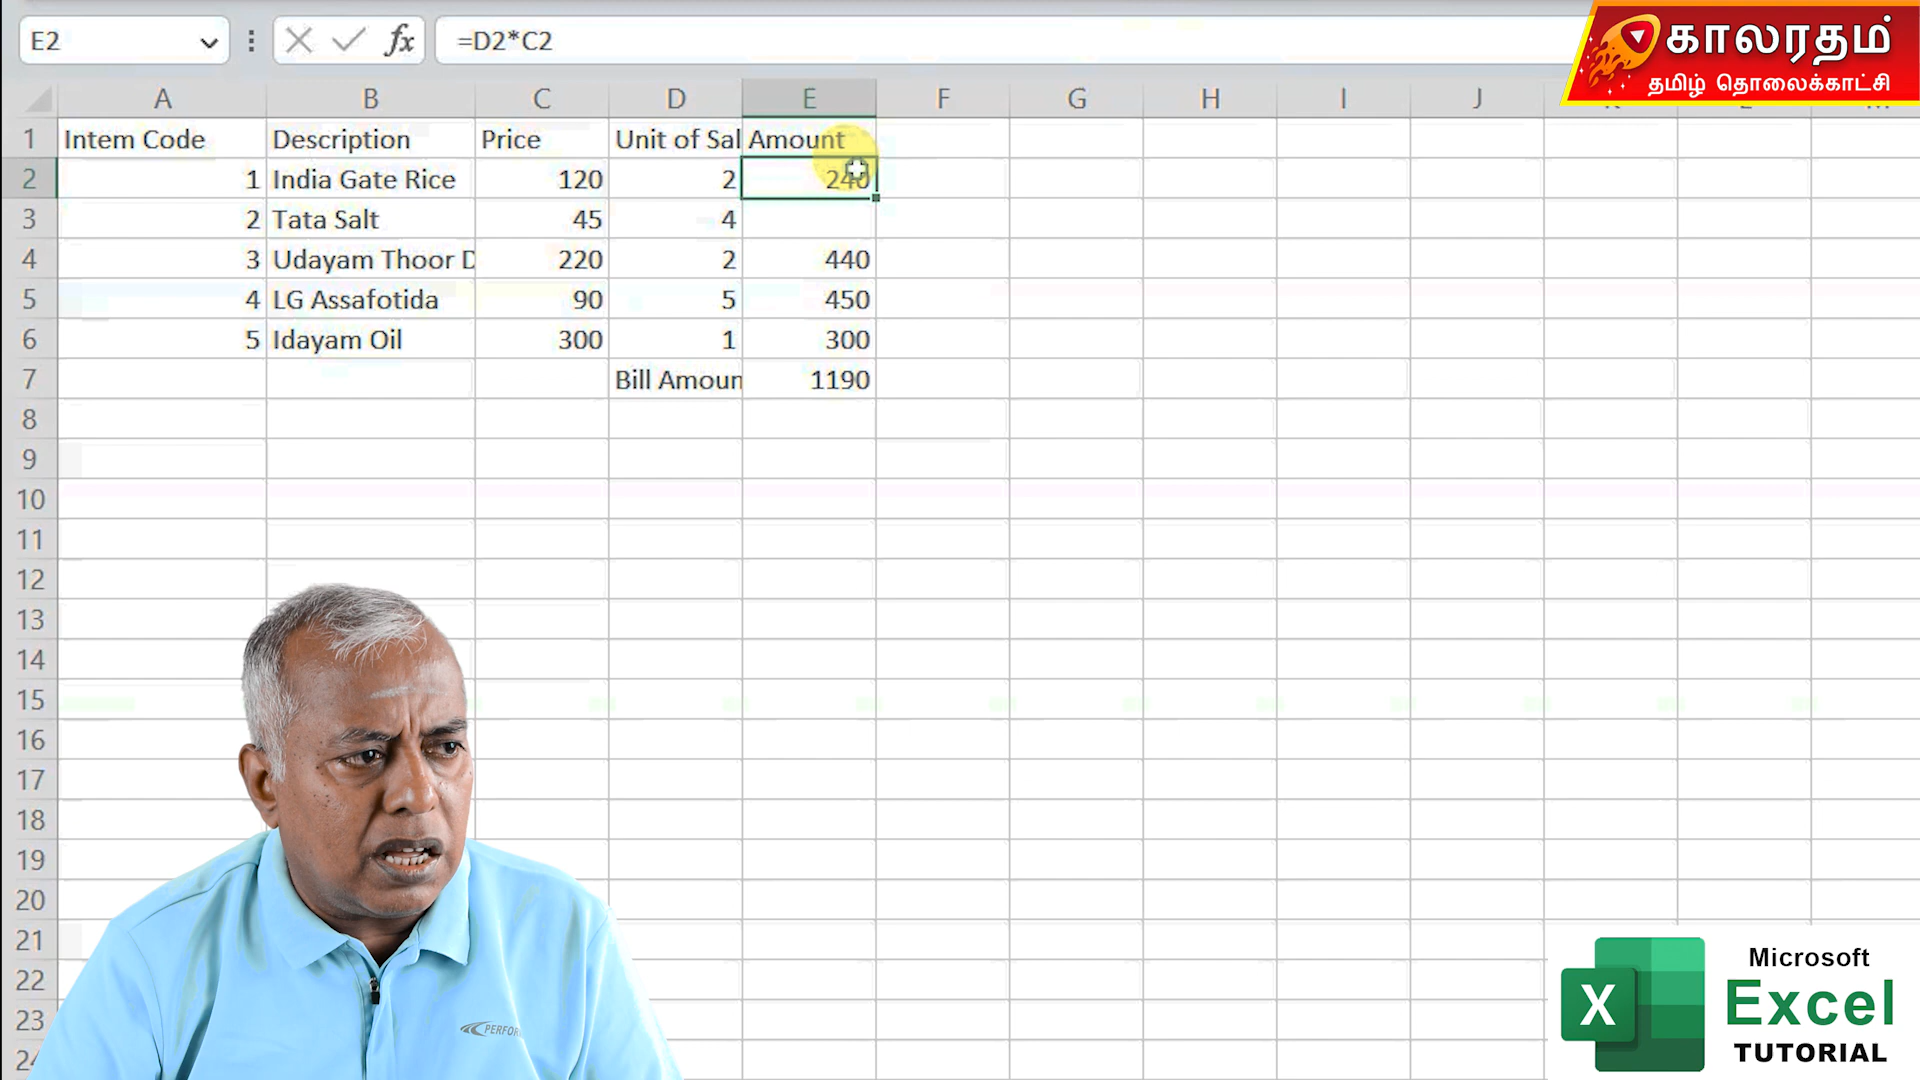 E2 fx =D2*C2
காலரதம்
தமிழ் தொலைக்காட்சி
A B C D E F G H I J
1 Intem Code Description Price Unit of Sal Amount
2 1 India Gate Rice 120 2 240
3 2 Tata Salt 45 4
4 3 Udayam Thoor D 220 2 440
5 4 LG Assafotida 90 5 450
6 5 Idayam Oil 300 1 300
7 Bill Amoun 1190
8
9
10
11
12
13
14
15
16
17
18
19
20
21
22
23
24
PERFOR
X
Microsoft
Excel
TUTORIAL